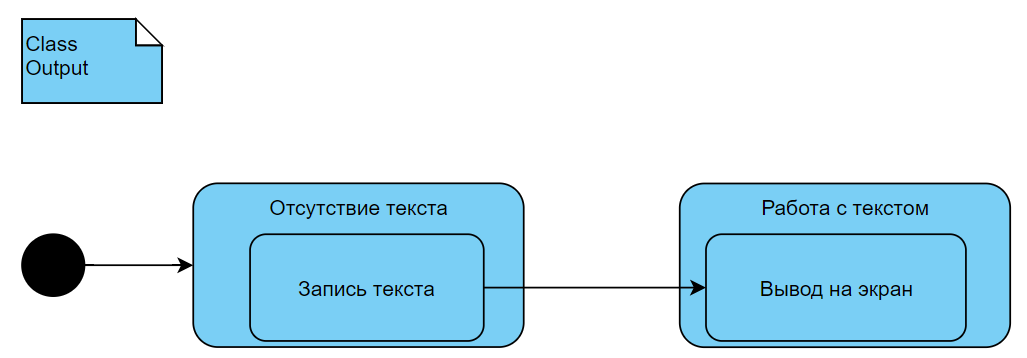 Class
Output
Отсутствие текста
Запись текста
Работа с текстом
Вывод на экран